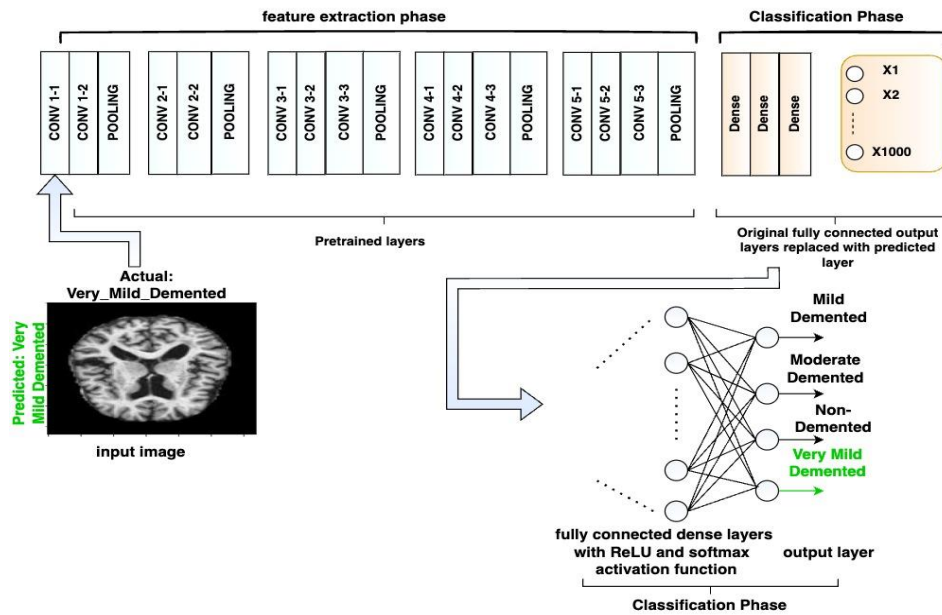 feature extraction phase
Classification Phase
CONV 1-1
CONV 1-2
POOLING
CONV 2-1
CONV 2-2
POOLING
CONV 3-1
CONV 3-2
CONV 3-3
POOLING
CONV 4-1
CONV 4-2
CONV 4-3
POOLING
CONV 5-1
CONV 5-2
CONV 5-3
POOLING
Dense
Dense
Dense
X1
X2
X1000
Pretrained layers
Original fully connected output
layers replaced with predicted
layer
Actual:
Very_Mild_Demented
Predicted: Very
Mild Demented
input image
Mild
Demented
Moderate
Demented
Non-
Demented
Very Mild
Demented
fully connected dense layers
with ReLU and softmax
activation function
output layer
Classification Phase